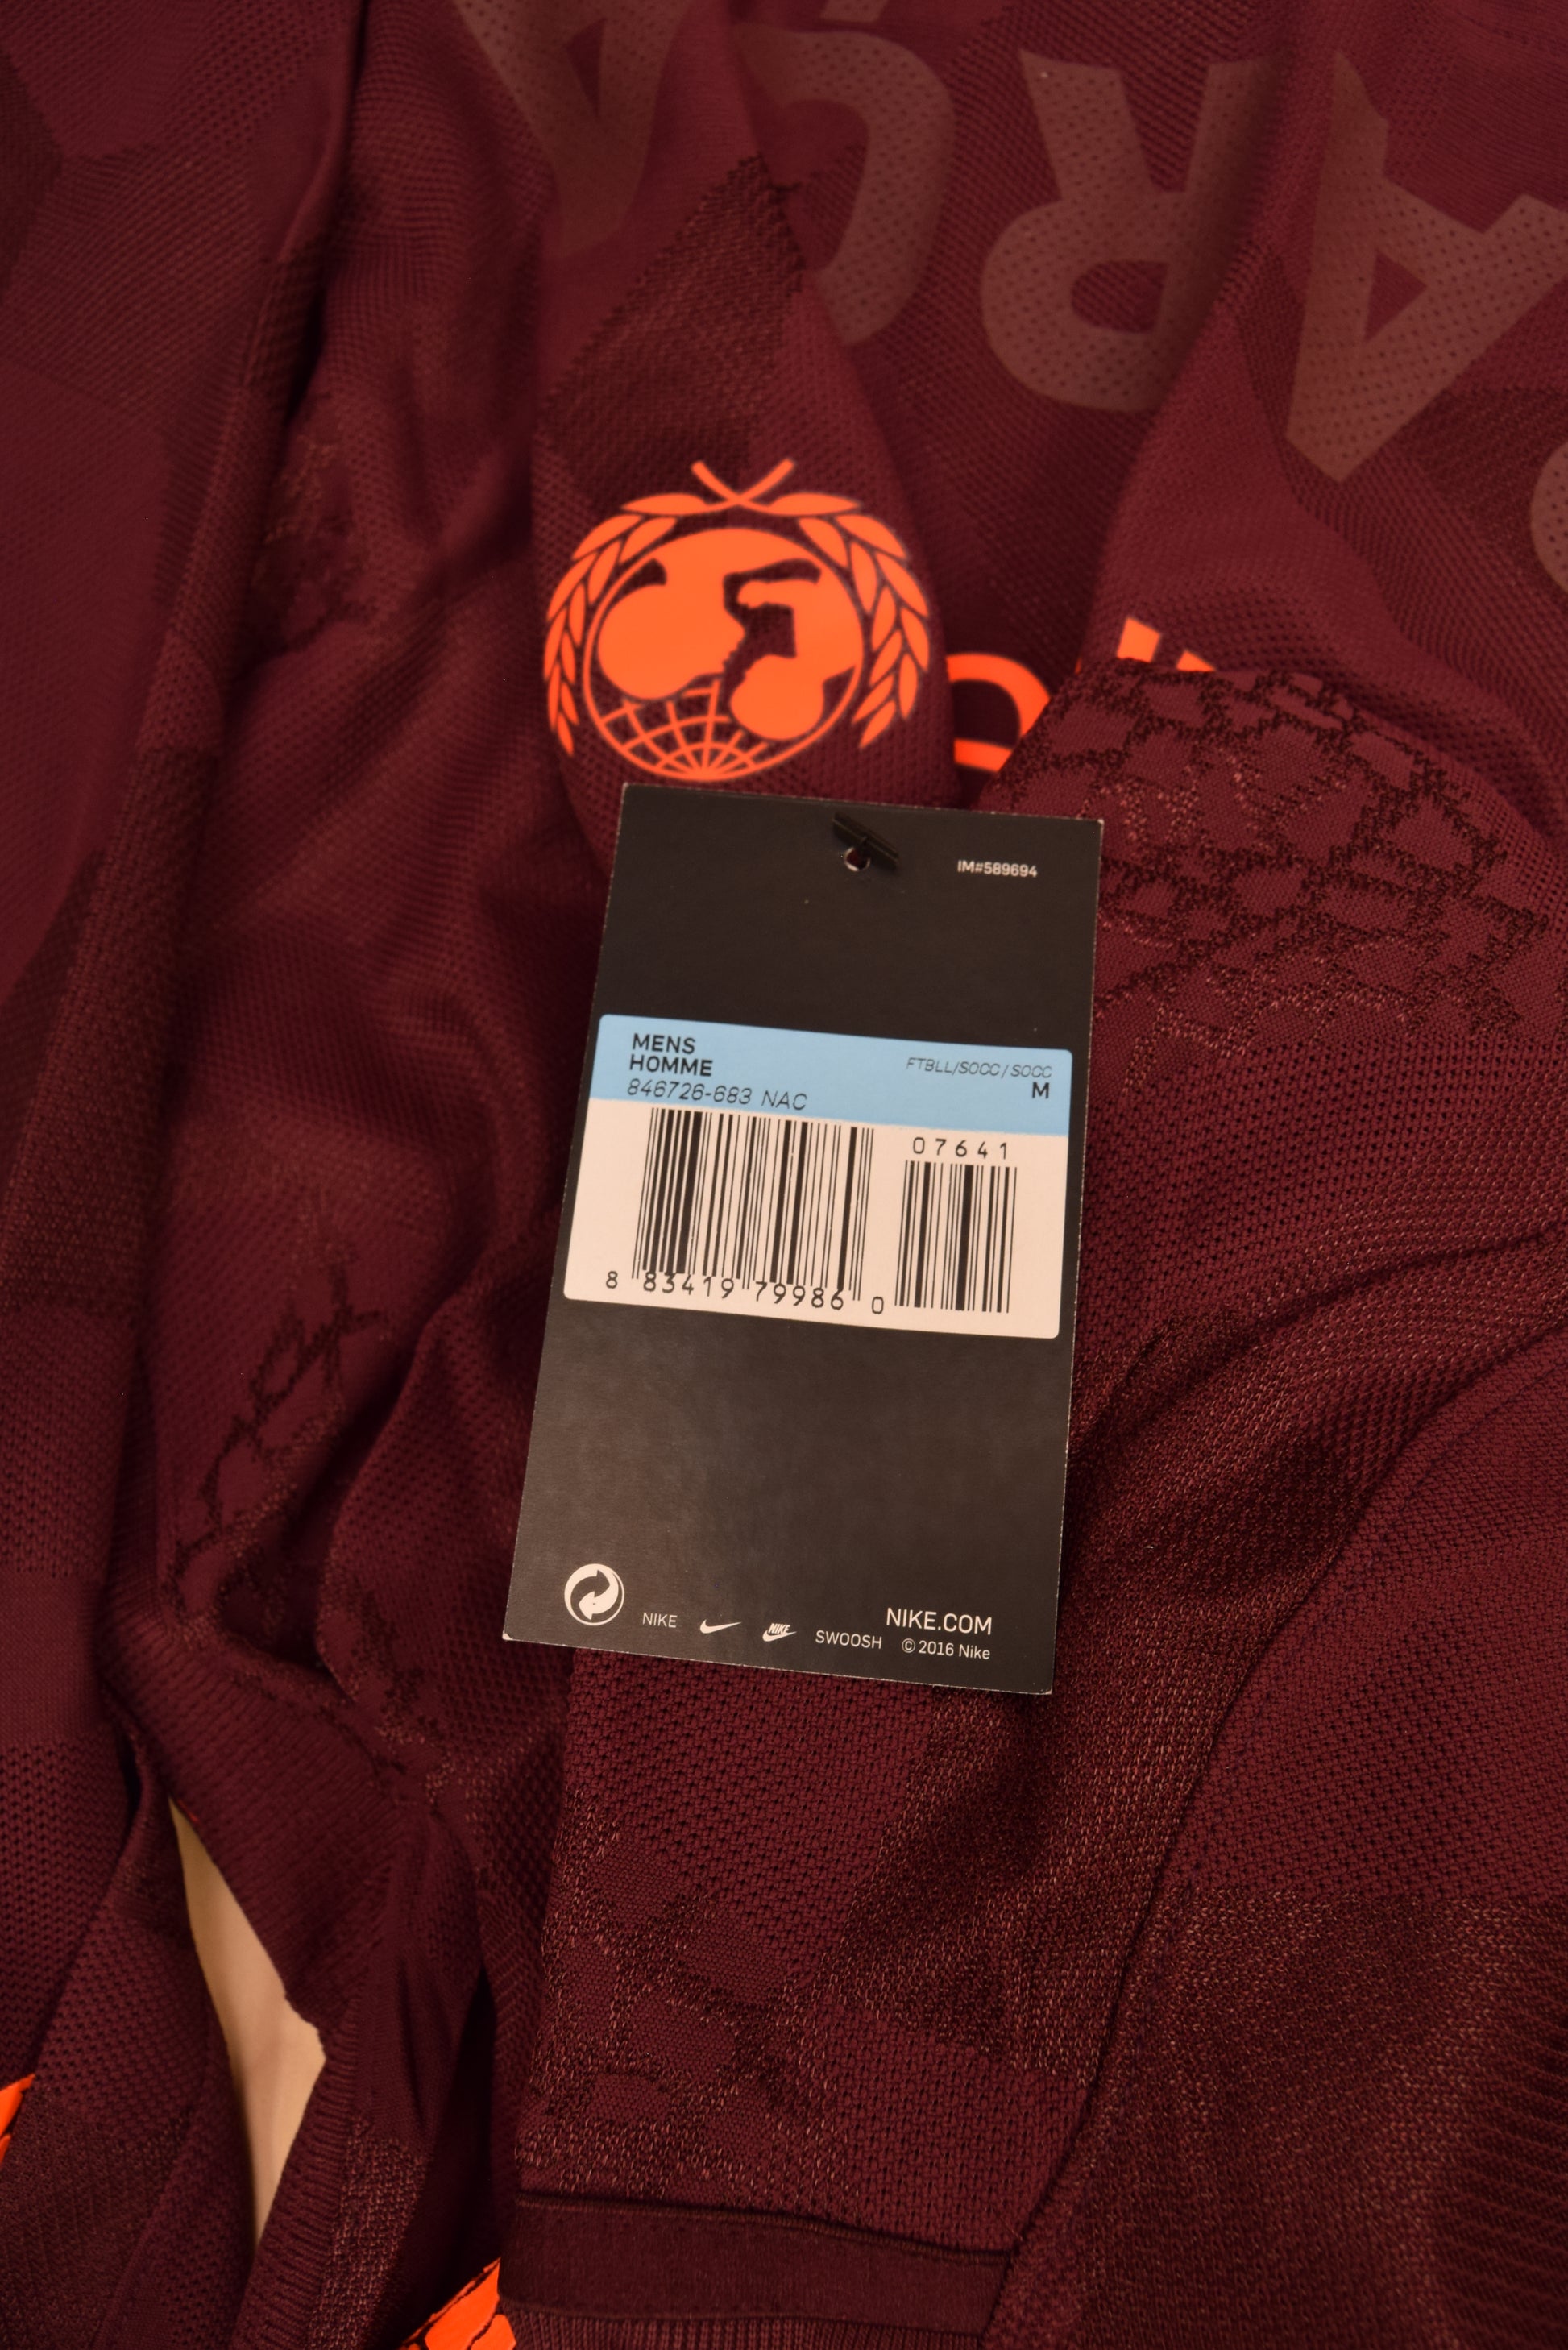 IM#589694
MENS
HOMME
FTBLL/SOCC/SOCC
846726-683 NAC
M
07641
8 83419 79986 0
NIKE.COM
NIKE NIKE SWOOSH © 2016 Nike